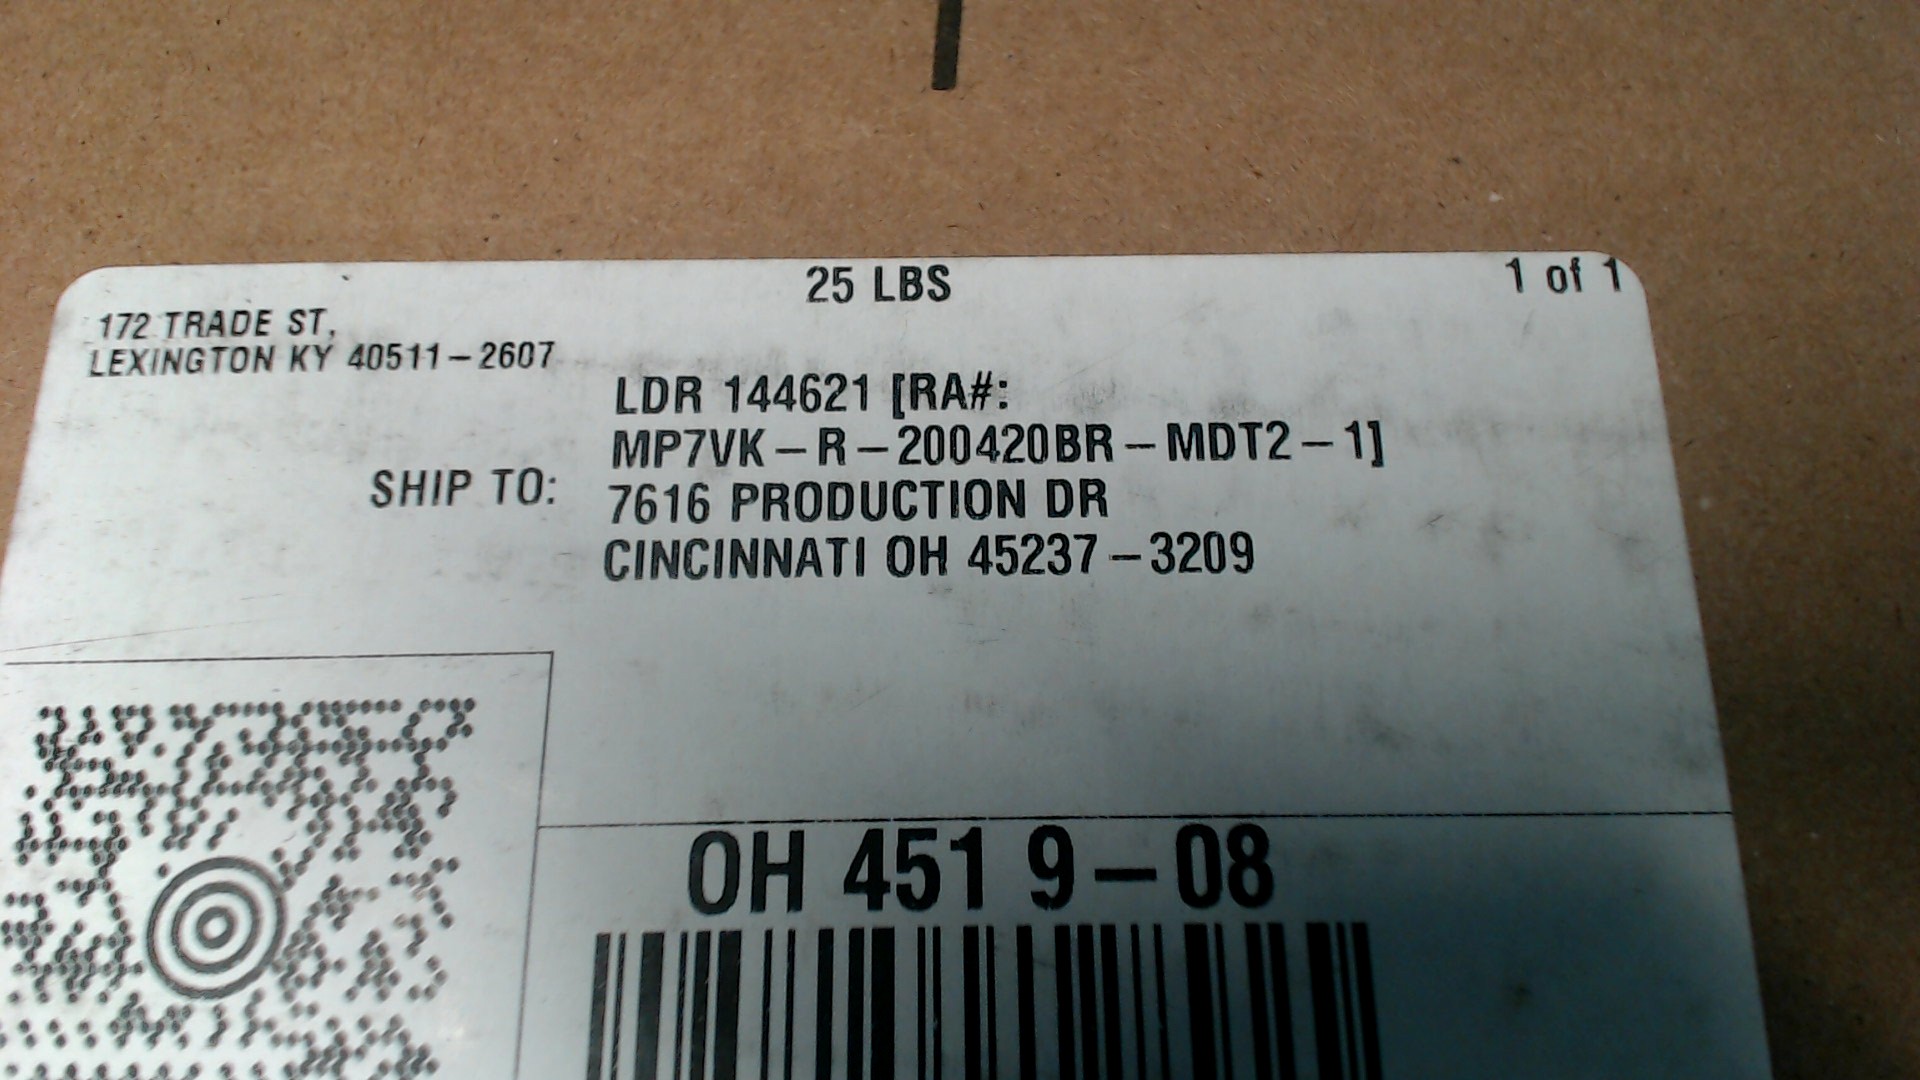 25 LBS
1 of 1
172 TRADE ST,
LEXINGTON KY 40511-2607
LDR 144621 [RA#:
MP7VK-R-200420BR-MDT2-1]
SHIP TO:
7616 PRODUCTION DR
CINCINNATI OH 45237-3209
OH 451 9-08